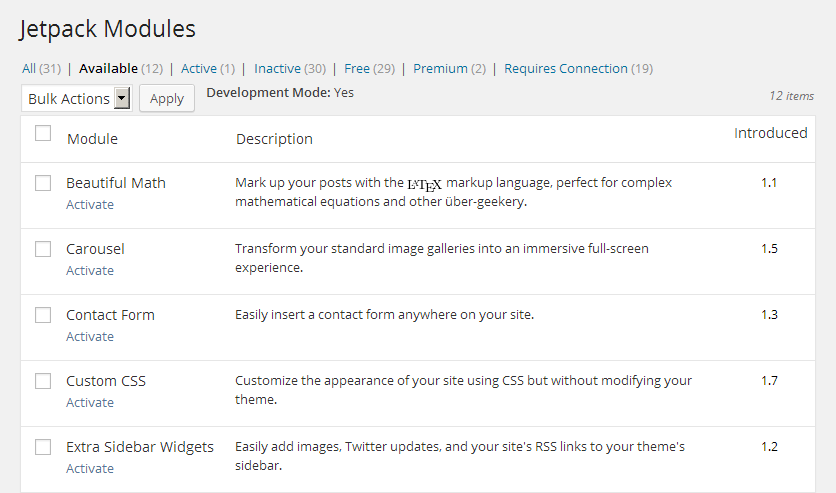 Jetpack Modules
All (31) | Available (12) | Active (1) | Inactive (30) | Free (29) | Premium (2) | Requires Connection (19)
Bulk Actions Apply Development Mode: Yes 12 items
Module Description Introduced
Beautiful Math Mark up your posts with the LATEX markup language, perfect for complex 1.1
Activate mathematical equations and other über-geekery.
Carousel Transform your standard image galleries into an immersive full-screen 1.5
Activate experience.
Contact Form Easily insert a contact form anywhere on your site. 1.3
Activate
Custom CSS Customize the appearance of your site using CSS but without modifying your 1.7
Activate theme.
Extra Sidebar Widgets Easily add images, Twitter updates, and your site's RSS links to your theme's 1.2
Activate sidebar.